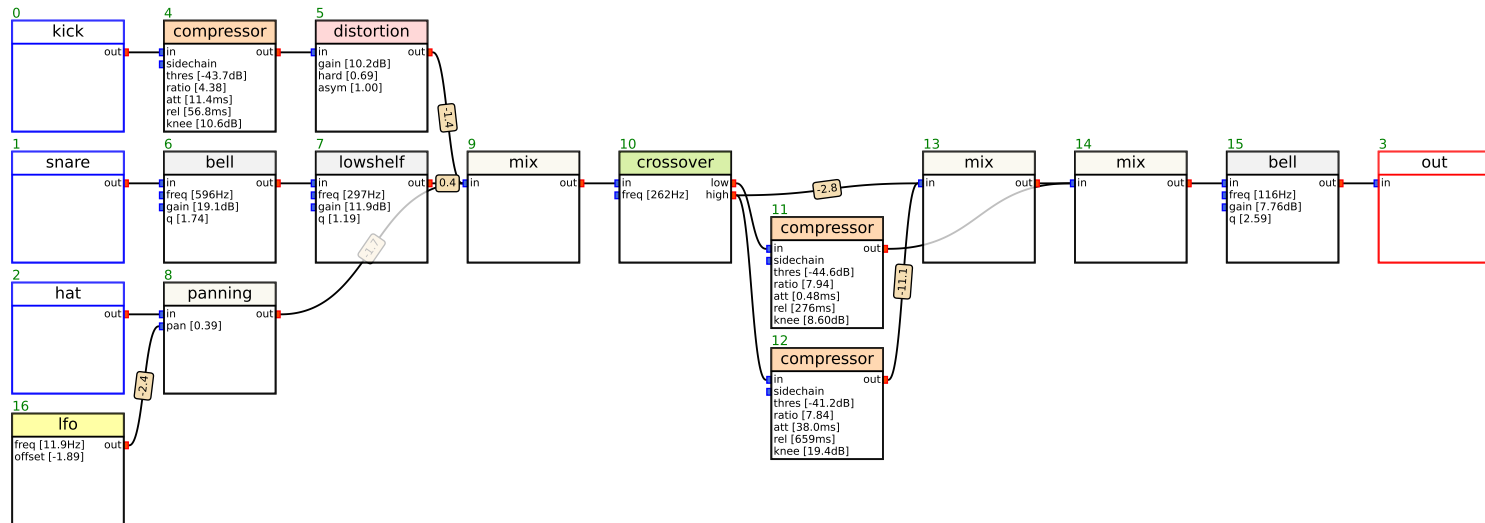 0
kick
out
4
compressor
in out
sidechain
thres [-43.7dB]
ratio [4.38]
att [11.4ms]
rel [56.8ms]
knee [10.6dB]
5
distortion
in out
gain [10.2dB]
hard [0.69]
asym [1.00]
-1.4
1
snare
out
6
bell
in out
freq [596Hz]
gain [19.1dB]
q [1.74]
7
lowshelf
in out
freq [297Hz]
gain [11.9dB]
q [1.19]
0.4
-1.7
9
mix
in out
10
crossover
in low
freq [262Hz] high
-2.8
13
mix
in out
14
mix
in out
15
bell
in out
freq [116Hz]
gain [7.76dB]
q [2.59]
3
out
in
11
compressor
in out
sidechain
thres [-44.6dB]
ratio [7.94]
att [0.48ms]
rel [276ms]
knee [8.60dB]
-11.1
2
hat
out
8
panning
in out
pan [0.39]
-2.4
12
compressor
in out
sidechain
thres [-41.2dB]
ratio [7.84]
att [38.0ms]
rel [659ms]
knee [19.4dB]
16
lfo
freq [11.9Hz] out
offset [-1.89]